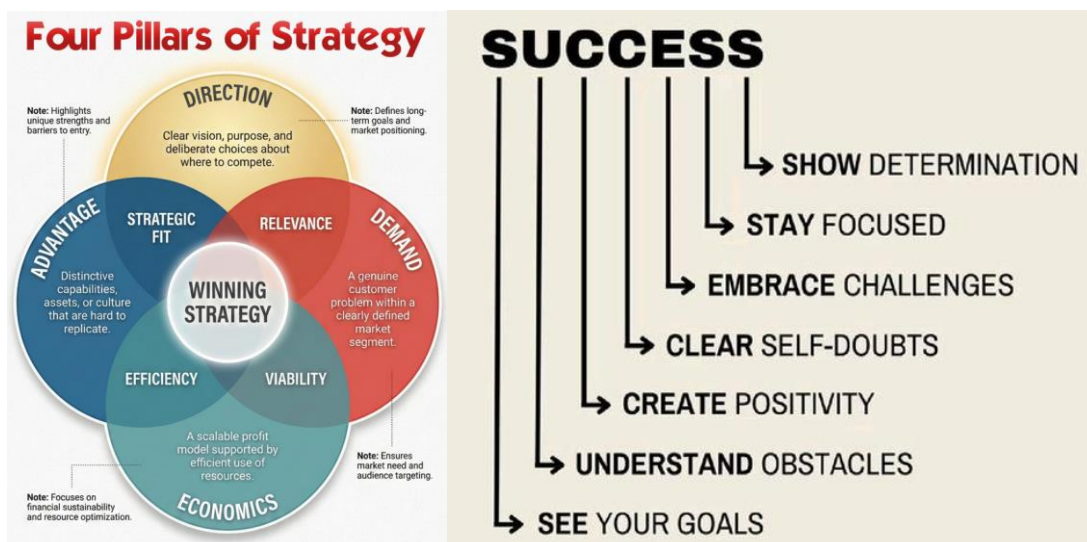 Four Pillars of Strategy
DIRECTION
Clear vision, purpose, and
deliberate choices about
where to compete.
Note: Highlights
unique strengths and
barriers to entry.
Note: Defines long-
term goals and
market positioning.
ADVANTAGE
Distinctive
capabilities,
assets, or culture
that are hard to
replicate.
STRATEGIC
FIT
RELEVANCE
DEMAND
A genuine
customer
problem within a
clearly defined
market
segment.
WINNING
STRATEGY
EFFICIENCY
VIABILITY
A scalable profit
model supported by
efficient use of
resources.
ECONOMICS
Note: Ensures
market need and
audience targeting.
Note: Focuses on
financial sustainability
and resource optimization.
SUCCESS
SHOW DETERMINATION
STAY FOCUSED
EMBRACE CHALLENGES
CLEAR SELF-DOUBTS
CREATE POSITIVITY
UNDERSTAND OBSTACLES
SEE YOUR GOALS